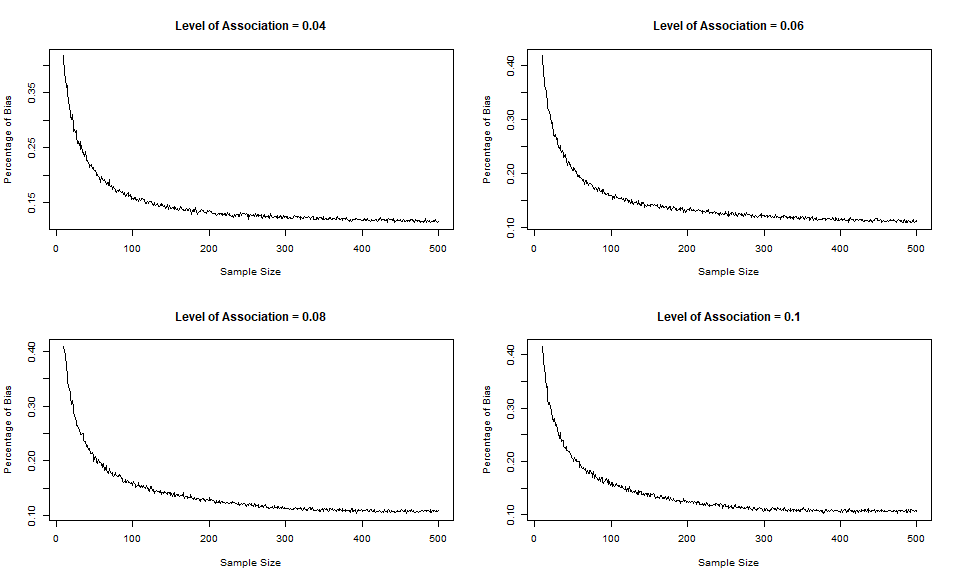 Level of Association = 0.04
Percentage of Bias
0.35
0.25
0.15
0 100 200 300 400 500
Sample Size
Level of Association = 0.06
Percentage of Bias
0.40
0.30
0.20
0.10
0 100 200 300 400 500
Sample Size
Level of Association = 0.08
Percentage of Bias
0.40
0.30
0.20
0.10
0 100 200 300 400 500
Sample Size
Level of Association = 0.1
Percentage of Bias
0.40
0.30
0.20
0.10
0 100 200 300 400 500
Sample Size